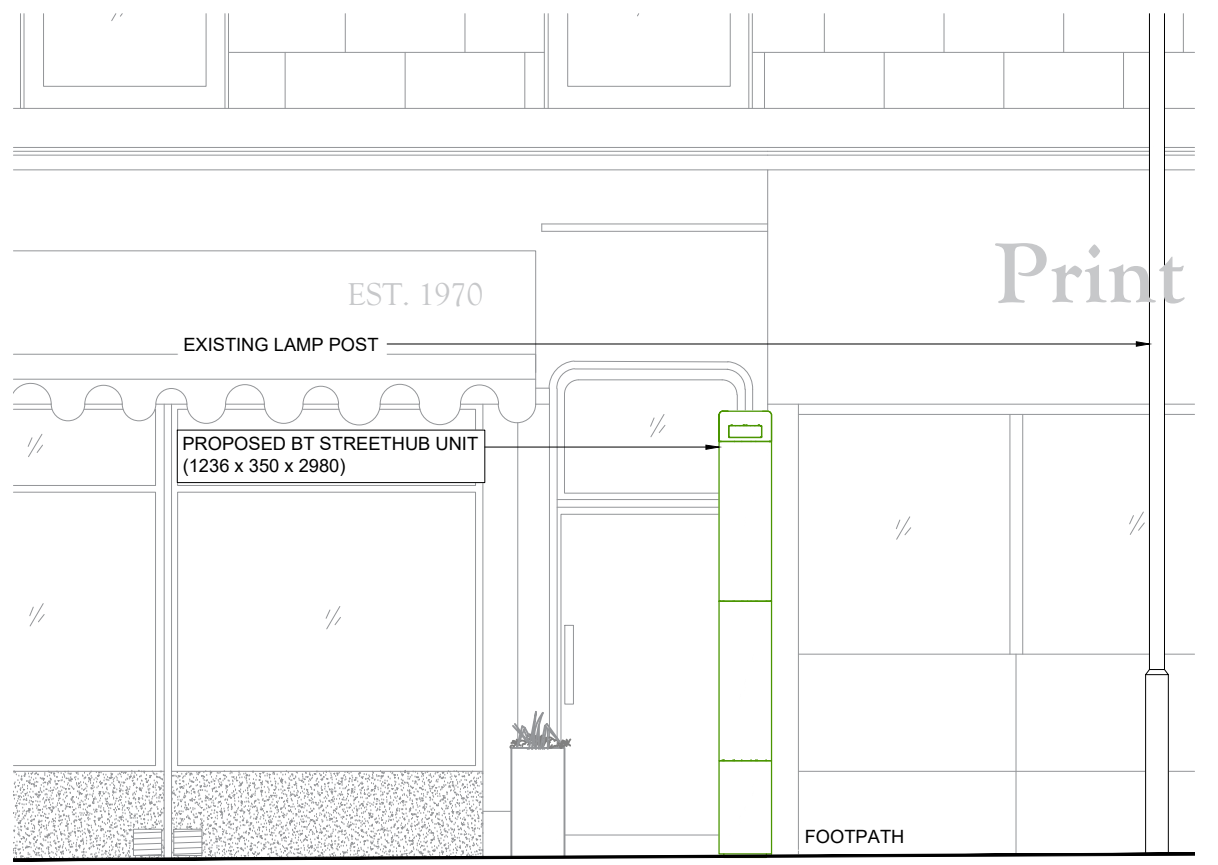 EST. 1970
Print
EXISTING LAMP POST
PROPOSED BT STREETHUB UNIT
(1236 x 350 x 2980)
FOOTPATH